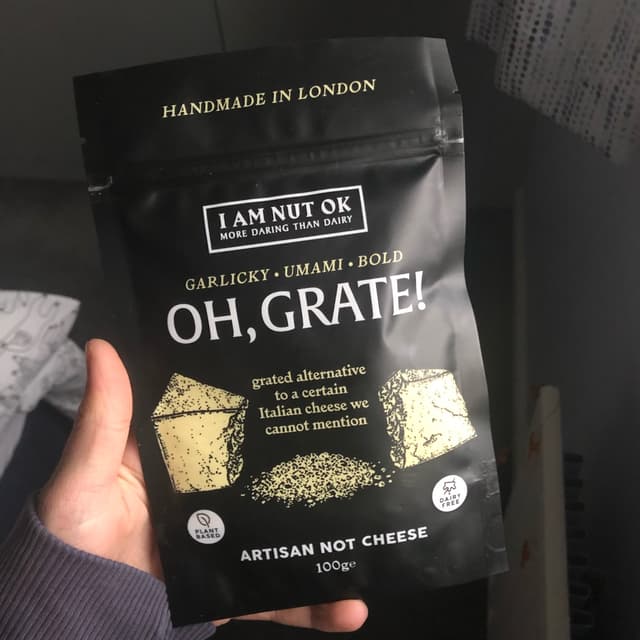 HANDMADE IN LONDON
I AM NUT OK
MORE DARING THAN DAIRY
GARLICKY • UMAMI • BOLD
OH, GRATE!
grated alternative
to a certain
Italian cheese we
cannot mention
PLANT
BASED
DAIRY
FREE
ARTISAN NOT CHEESE
100ge